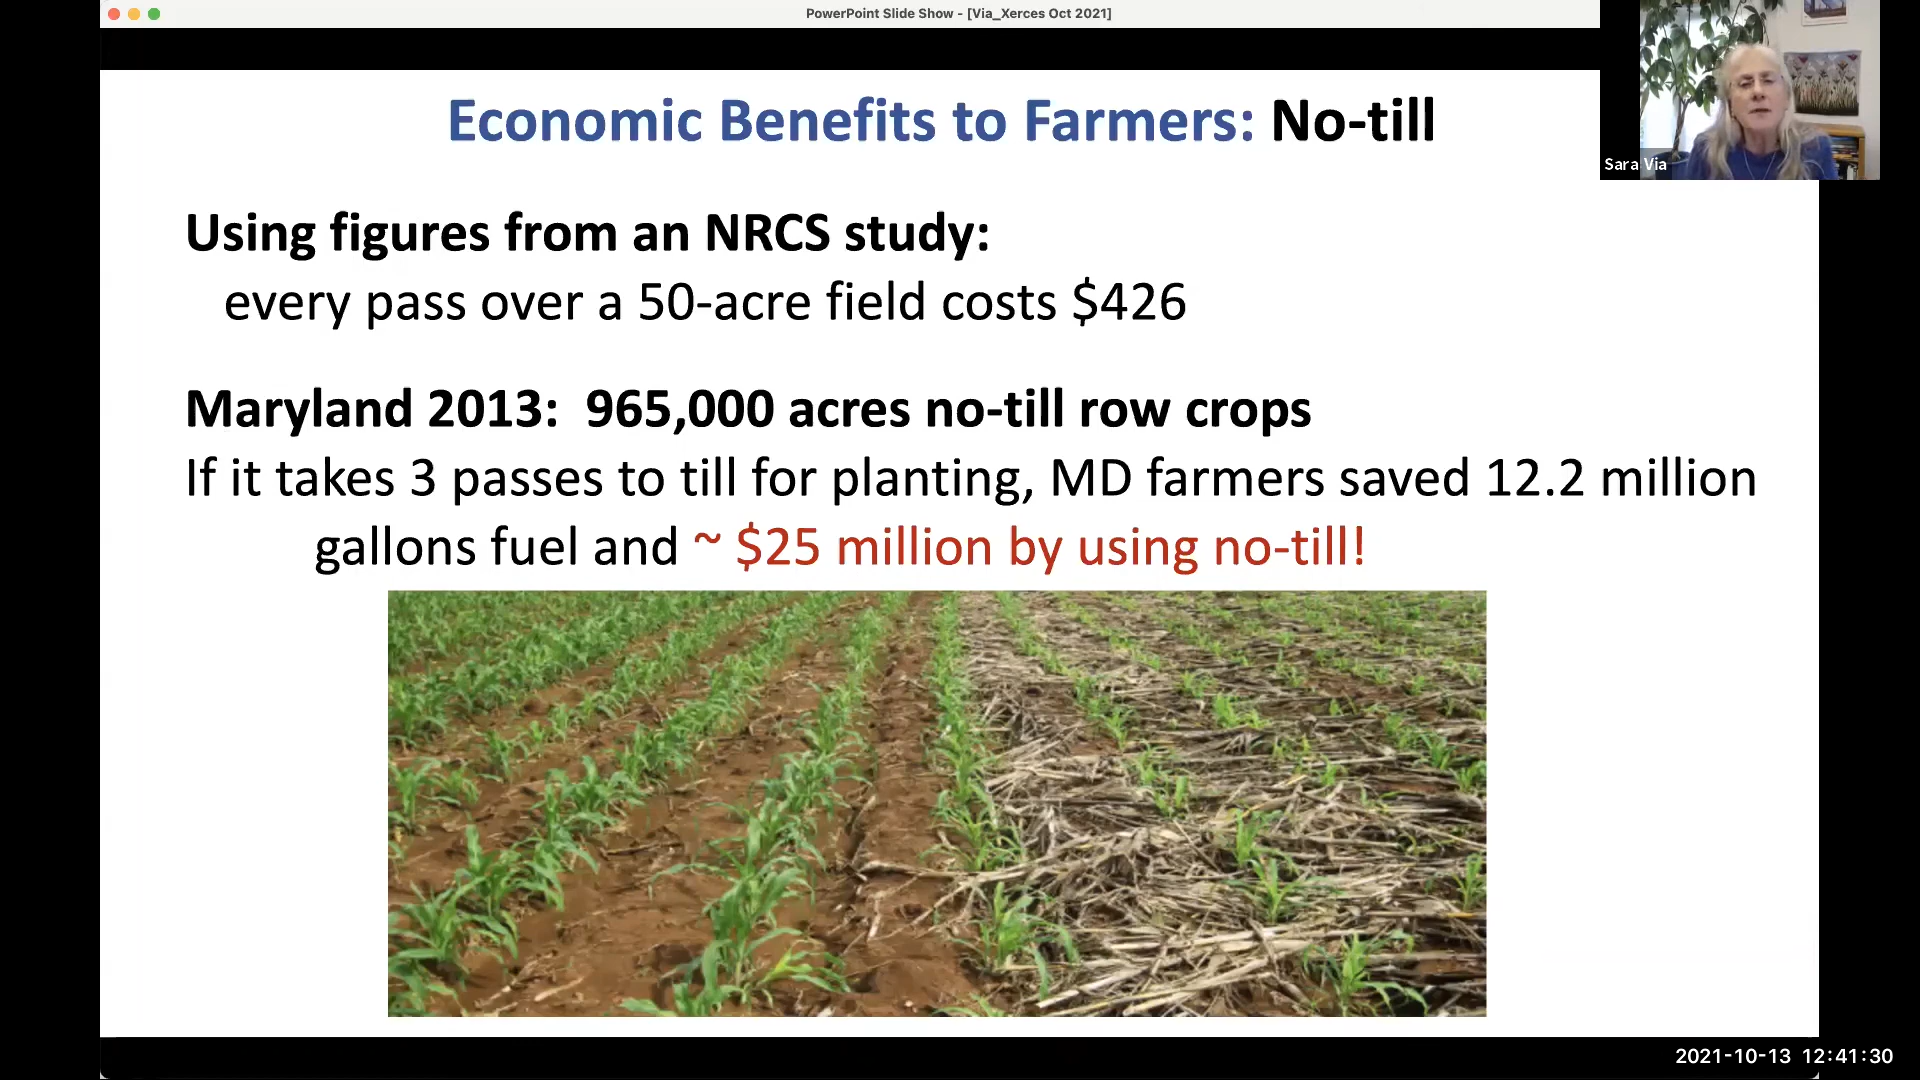 PowerPoint Slide Show - [Via_Xerces Oct 2021]
Economic Benefits to Farmers: No-till
Sara Via
Using figures from an NRCS study:
every pass over a 50-acre field costs $426
Maryland 2013: 965,000 acres no-till row crops
If it takes 3 passes to till for planting, MD farmers saved 12.2 million
gallons fuel and ~ $25 million by using no-till!
2021-10-13 12:41:30